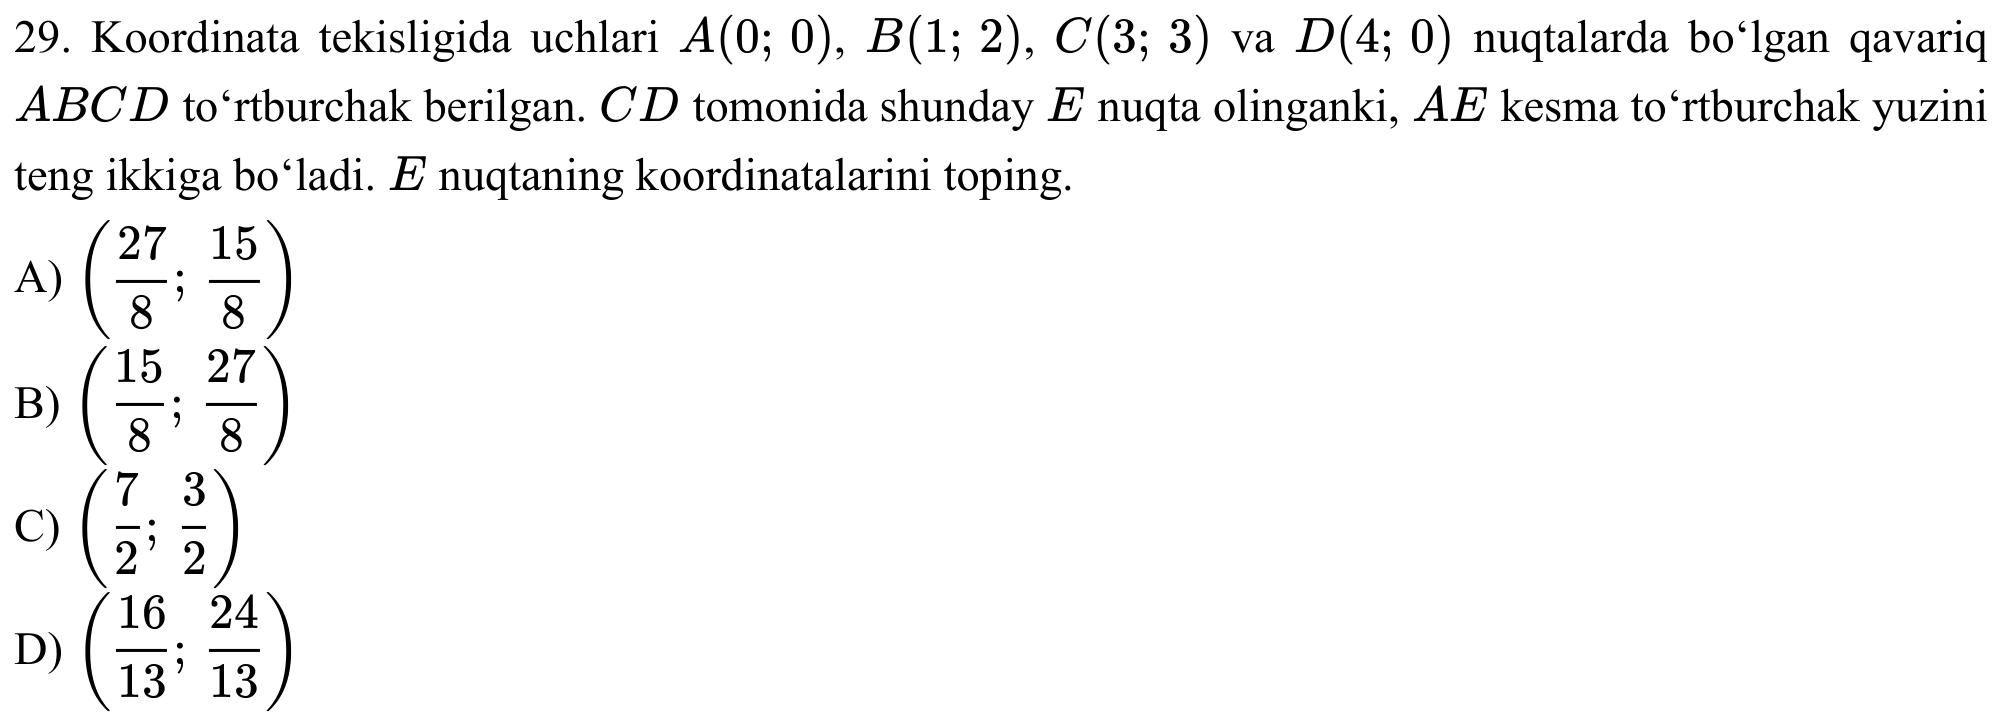 29. Koordinata tekisligida uchlari A(0; 0), B(1; 2), C(3; 3) va D(4; 0) nuqtalarda bo‘lgan qavariq
ABCD to‘rtburchak berilgan. CD tomonida shunday E nuqta olinganki, AE kesma to‘rtburchak yuzini
teng ikkiga bo‘ladi. E nuqtaning koordinatalarini toping.
A) (27/8; 15/8)
B) (15/8; 27/8)
C) (7/2; 3/2)
D) (16/13; 24/13)